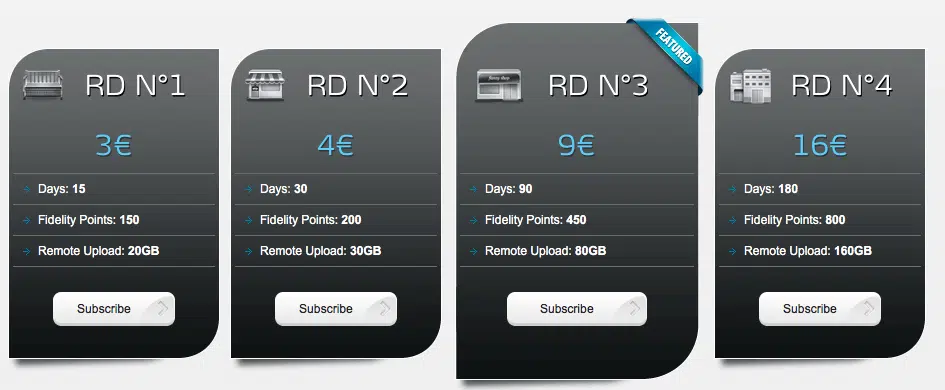 RD N°1
3€
Days: 15
Fidelity Points: 150
Remote Upload: 20GB
Subscribe
RD N°2
4€
Days: 30
Fidelity Points: 200
Remote Upload: 30GB
Subscribe
FEATURED
RD N°3
9€
Days: 90
Fidelity Points: 450
Remote Upload: 80GB
Subscribe
RD N°4
16€
Days: 180
Fidelity Points: 800
Remote Upload: 160GB
Subscribe